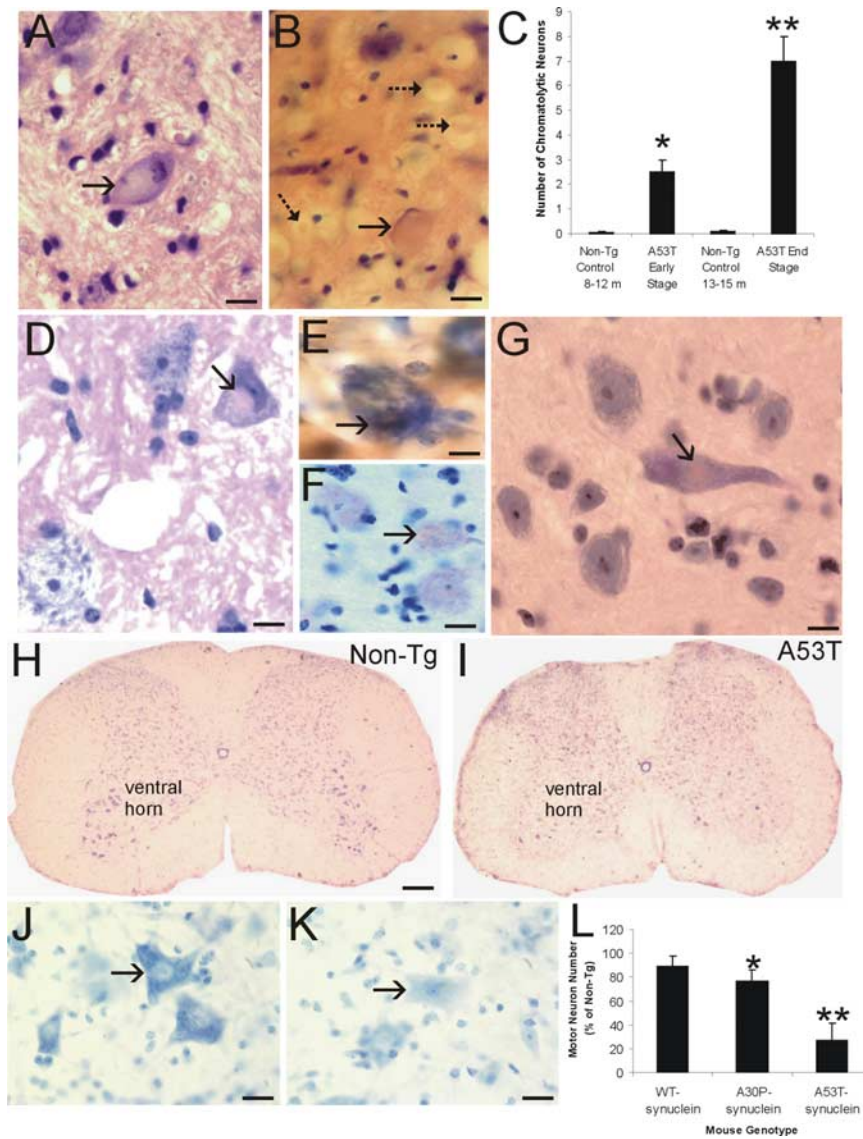 A
B
C
Number of Chromatolytic Neurons
9
8
7
6
5
4
3
2
1
0
*
**
Non-Tg Control 8-12 m
A53T Early Stage
Non-Tg Control 13-15 m
A53T End Stage
D
E
F
G
H
Non-Tg
ventral
horn
I
A53T
ventral
horn
J
K
L
Motor Neuron Number
(% of Non-Tg)
120
100
80
60
40
20
0
*
**
WT-
synuclein
A30P-
synuclein
A53T-
synuclein
Mouse Genotype